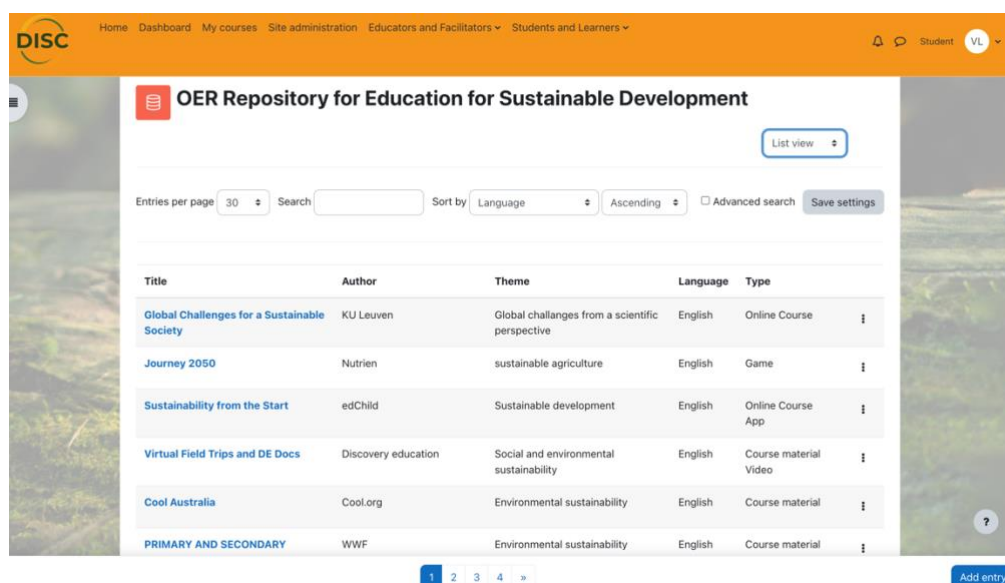 DISC
Home Dashboard My courses Site administration Educators and Facilitators Students and Learners
Student VL
OER Repository for Education for Sustainable Development
List view
Entries per page 30 Search Sort by Language Ascending Advanced search Save settings
Title Author Theme Language Type
Global Challenges for a Sustainable Society KU Leuven Global challanges from a scientific perspective English Online Course
Journey 2050 Nutrien sustainable agriculture English Game
Sustainability from the Start edChild Sustainable development English Online Course App
Virtual Field Trips and DE Docs Discovery education Social and environmental sustainability English Course material Video
Cool Australia Cool.org Environmental sustainability English Course material
PRIMARY AND SECONDARY WWF Environmental sustainability English Course material
?
1 2 3 4 »
Add entry